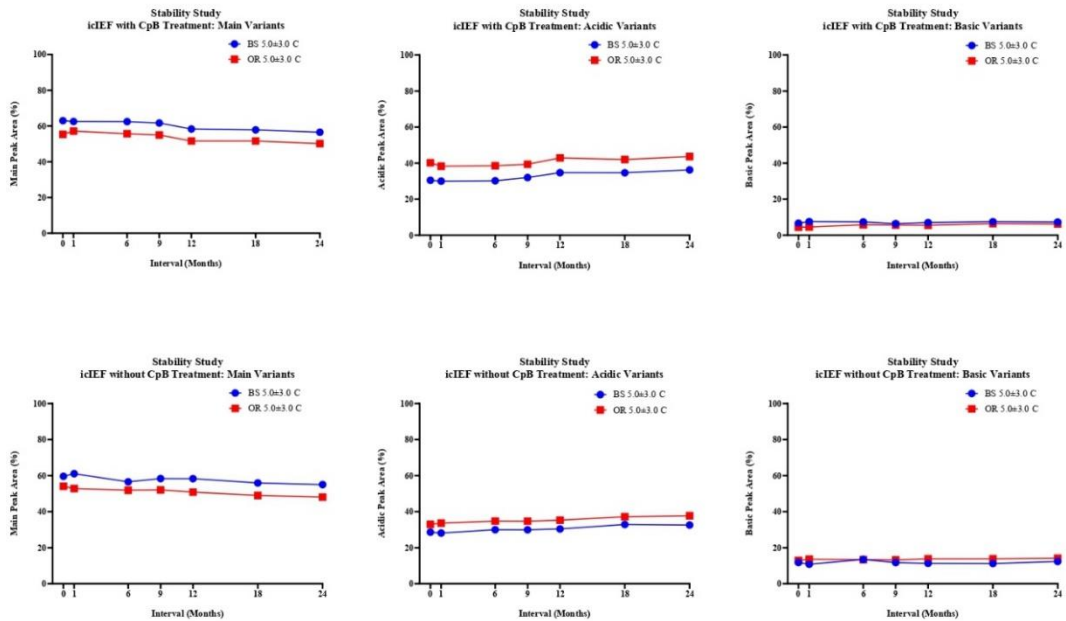 Stability Study
icIEF with CpB Treatment: Main Variants
BS 5.0±3.0 C
OR 5.0±3.0 C
100
80
60
40
20
0
Main Peak Area (%)
0 1 6 9 12 18 24
Interval (Months)
Stability Study
icIEF with CpB Treatment: Acidic Variants
BS 5.0±3.0 C
OR 5.0±3.0 C
100
80
60
40
20
0
Acidic Peak Area (%)
0 1 6 9 12 18 24
Interval (Months)
Stability Study
icIEF with CpB Treatment: Basic Variants
BS 5.0±3.0 C
OR 5.0±3.0 C
100
80
60
40
20
0
Basic Peak Area (%)
0 1 6 9 12 18 24
Interval (Months)
Stability Study
icIEF without CpB Treatment: Main Variants
BS 5.0±3.0 C
OR 5.0±3.0 C
100
80
60
40
20
0
Main Peak Area (%)
0 1 6 9 12 18 24
Interval (Months)
Stability Study
icIEF without CpB Treatment: Acidic Variants
BS 5.0±3.0 C
OR 5.0±3.0 C
100
80
60
40
20
0
Acidic Peak Area (%)
0 1 6 9 12 18 24
Interval (Months)
Stability Study
icIEF without CpB Treatment: Basic Variants
BS 5.0±3.0 C
OR 5.0±3.0 C
100
80
60
40
20
0
Basic Peak Area (%)
0 1 6 9 12 18 24
Interval (Months)